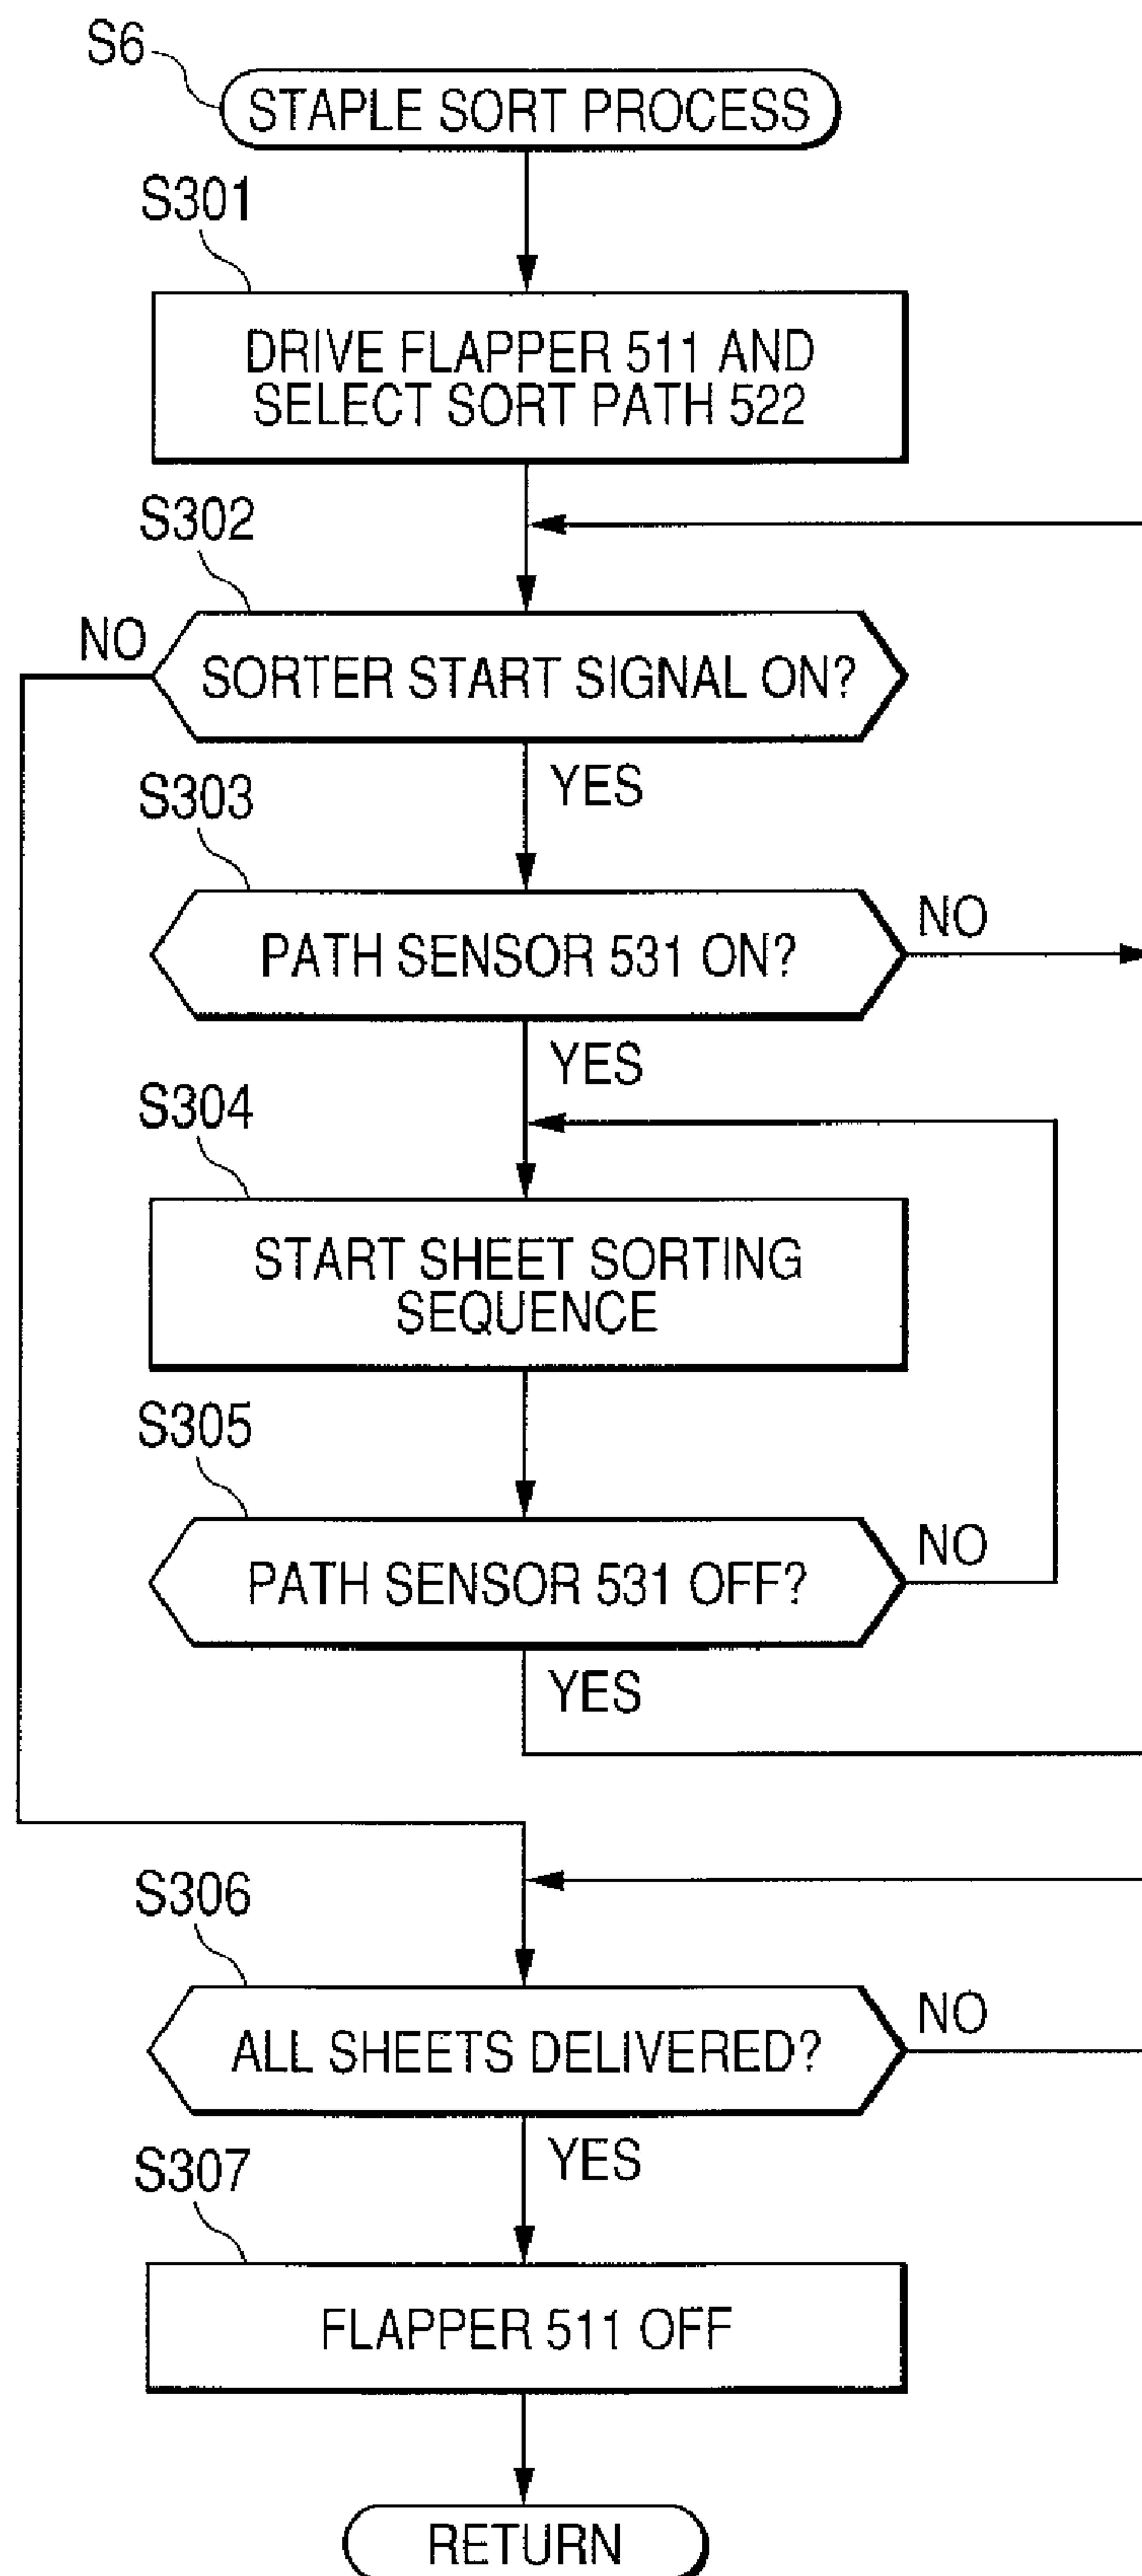 S6
STAPLE SORT PROCESS
S301
DRIVE FLAPPER 511 AND
SELECT SORT PATH 522
S302
NO
SORTER START SIGNAL ON?
YES
S303
PATH SENSOR 531 ON?
NO
YES
S304
START SHEET SORTING
SEQUENCE
S305
PATH SENSOR 531 OFF?
NO
YES
S306
ALL SHEETS DELIVERED?
NO
YES
S307
FLAPPER 511 OFF
RETURN